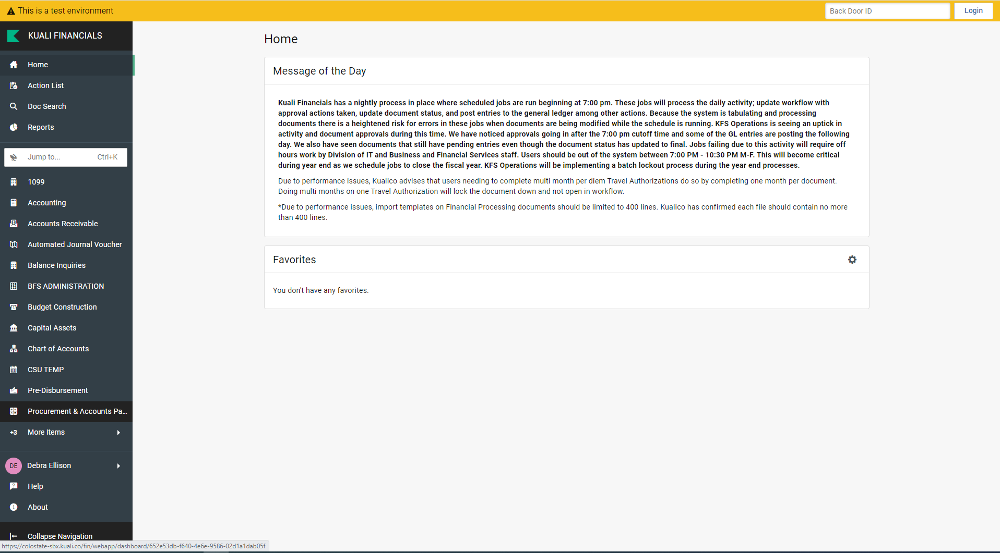 This is a test environment
Back Door ID
Login
KUALI FINANCIALS
Home
Action List
Doc Search
Reports
Jump to... Ctrl+K
1099
Accounting
Accounts Receivable
Automated Journal Voucher
Balance Inquiries
BFS ADMINISTRATION
Budget Construction
Capital Assets
Chart of Accounts
CSU TEMP
Pre-Disbursement
Procurement & Accounts Pa...
+3 More Items
DE Debra Ellison
Help
About
Collapse Navigation
Home
Message of the Day
Kuali Financials has a nightly process in place where scheduled jobs are run beginning at 7:00 pm. These jobs will process the daily activity; update workflow with
approval actions taken, update document status, and post entries to the general ledger among other actions. Because the system is tabulating and processing
documents there is a heightened risk for errors in these jobs when documents are being modified while the schedule is running. KFS Operations is seeing an uptick in
activity and document approvals during this time. We have noticed approvals going in after the 7:00 pm cutoff time and some of the GL entries are posting the following
day. We also have seen documents that still have pending entries even though the document status has updated to final. Jobs failing due to this activity will require off
hours work by Division of IT and Business and Financial Services staff. Users should be out of the system between 7:00 PM - 10:30 PM M-F. This will become critical
during year end as we schedule jobs to close the fiscal year. KFS Operations will be implementing a batch lockout process during the year end processes.
Due to performance issues, Kualico advises that users needing to complete multi month per diem Travel Authorizations do so by completing one month per document.
Doing multi months on one Travel Authorization will lock the document down and not open in workflow.
*Due to performance issues, import templates on Financial Processing documents should be limited to 400 lines. Kualico has confirmed each file should contain no more
than 400 lines.
Favorites
You don't have any favorites.
https://colostate-sbx.kuali.co/fin/webapp/dashboard/652e53db-f640-4e6e-9586-02d1a1dab05f